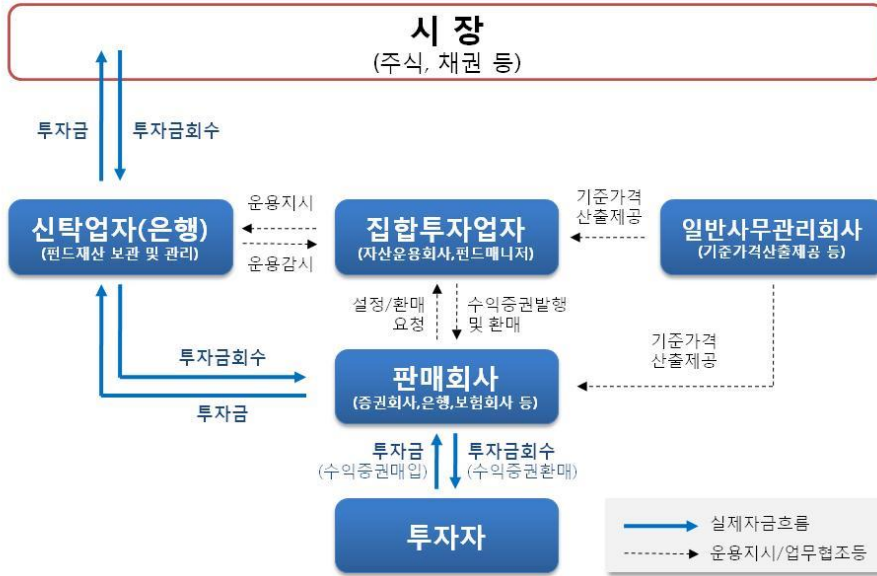 시 장
(주식, 채권 등)
투자금
투자금회수
신탁업자(은행)
(펀드재산 보관 및 관리)
운용지시
운용감시
집합투자업자
(자산운용회사,펀드매니저)
기준가격
산출제공
일반사무관리회사
(기준가격산출제공 등)
설정/환매
요청
수익증권발행
및 환매
기준가격
산출제공
투자금회수
투자금
판매회사
(증권회사,은행,보험회사 등)
투자금
(수익증권매입)
투자금회수
(수익증권환매)
투자자
실제자금흐름
운용지시/업무협조등